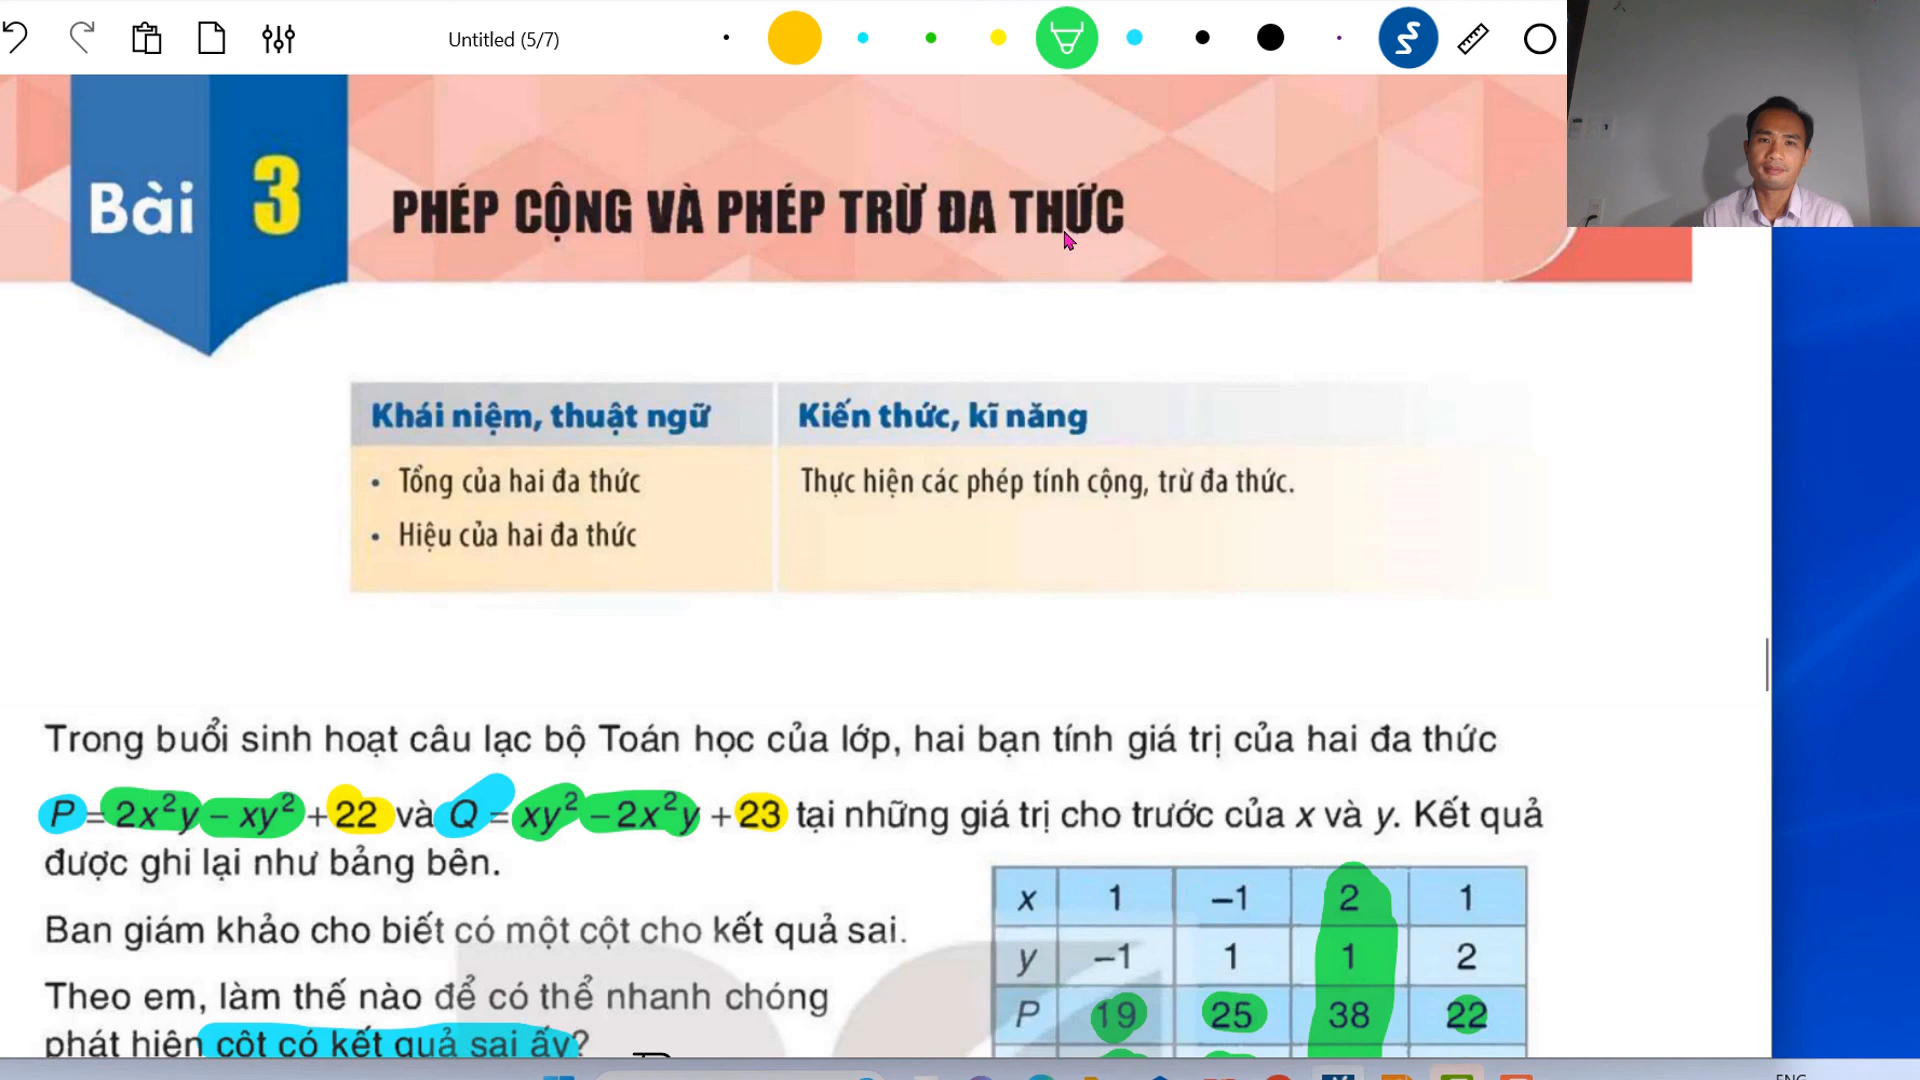 Untitled (5/7)
Bài 3 PHÉP CỘNG VÀ PHÉP TRỪ ĐA THỨC
Khái niệm, thuật ngữ Kiến thức, kĩ năng
• Tổng của hai đa thức Thực hiện các phép tính cộng, trừ đa thức.
• Hiệu của hai đa thức
Trong buổi sinh hoạt câu lạc bộ Toán học của lớp, hai bạn tính giá trị của hai đa thức
P = 2x²y – xy² + 22 và Q = xy² – 2x²y + 23 tại những giá trị cho trước của x và y. Kết quả
được ghi lại như bảng bên.
Ban giám khảo cho biết có một cột cho kết quả sai.
Theo em, làm thế nào để có thể nhanh chóng
phát hiện cột có kết quả sai ấy?
x 1 –1 2 1
y –1 1 1 2
P 19 25 38 22
ENG